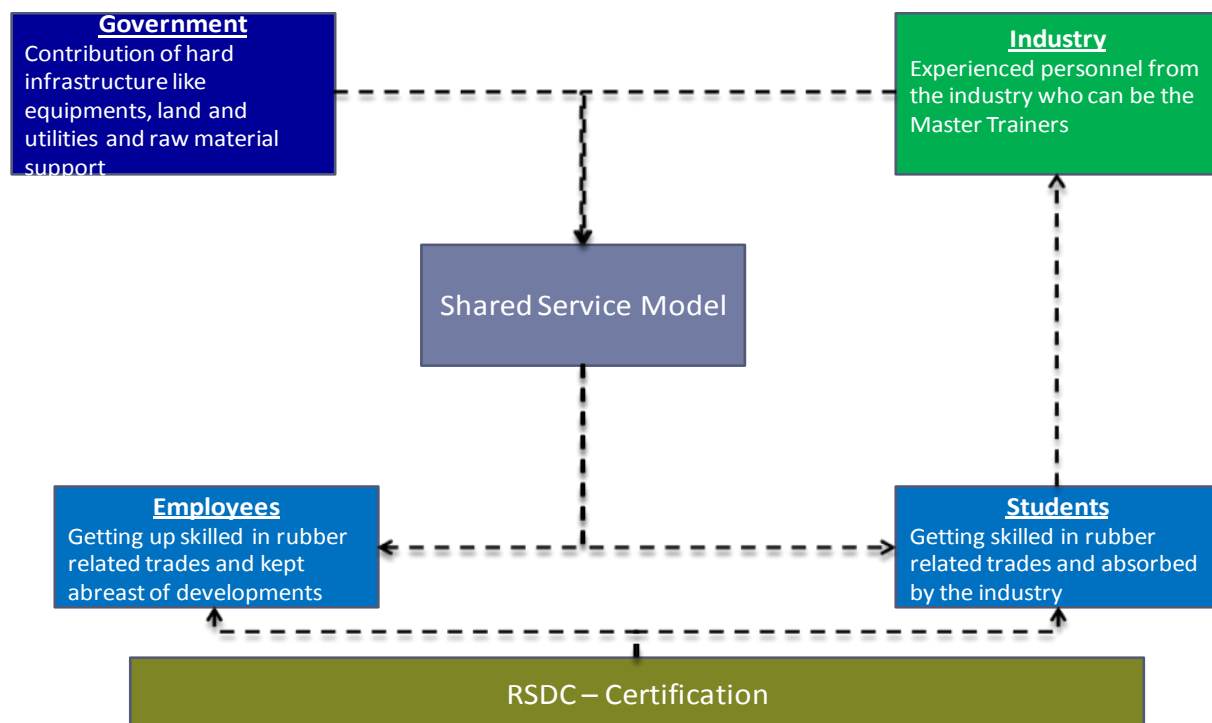 Government
Contribution of hard
infrastructure like
equipments, land and
utilities and raw material
support
Industry
Experienced personnel from
the industry who can be the
Master Trainers
Shared Service Model
Employees
Getting up skilled in rubber
related trades and kept
abreast of developments
Students
Getting skilled in rubber
related trades and absorbed
by the industry
RSDC – Certification